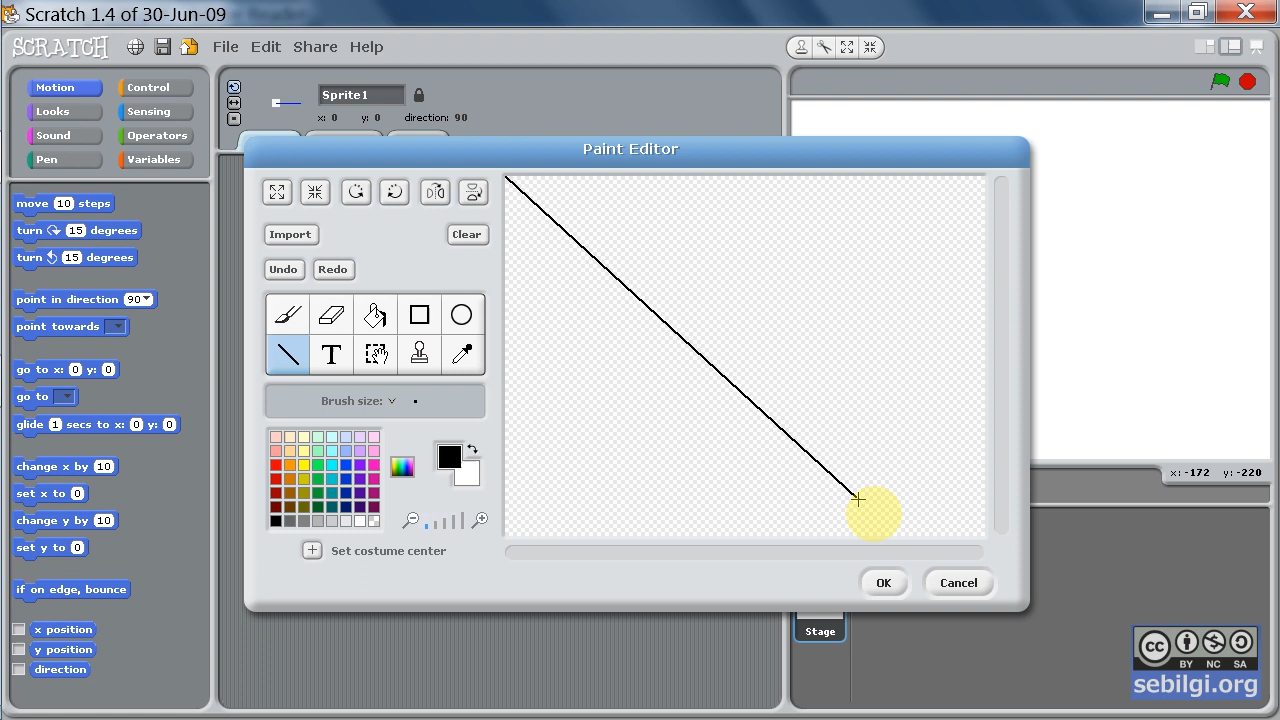 Scratch 1.4 of 30-Jun-09
SCRATCH File Edit Share Help
Motion Control
Looks Sensing
Sound Operators
Pen Variables
Sprite1
x: 0 y: 0 direction: 90
move 10 steps
turn 15 degrees
turn 15 degrees
point in direction 90
point towards
go to x: 0 y: 0
go to
glide 1 secs to x: 0 y: 0
change x by 10
set x to 0
change y by 10
set y to 0
if on edge, bounce
x position
y position
direction
Paint Editor
Import Clear
Undo Redo
T
Brush size:
Set costume center
OK Cancel
x: -172 y: -220
Stage
cc
BY NC SA
sebilgi.org